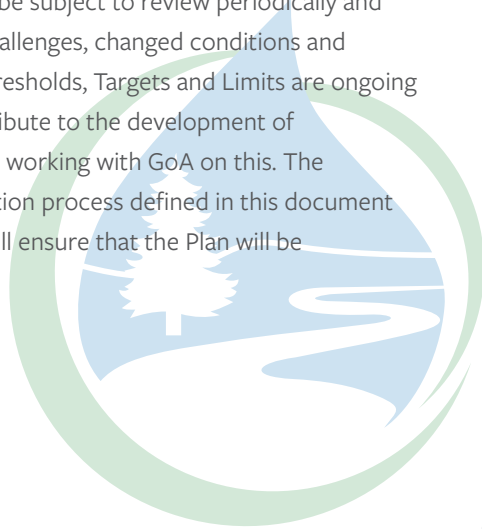 be subject to review periodically and
allenges, changed conditions and
resholds, Targets and Limits are ongoing
ribute to the development of
working with GoA on this. The
tion process defined in this document
ll ensure that the Plan will be